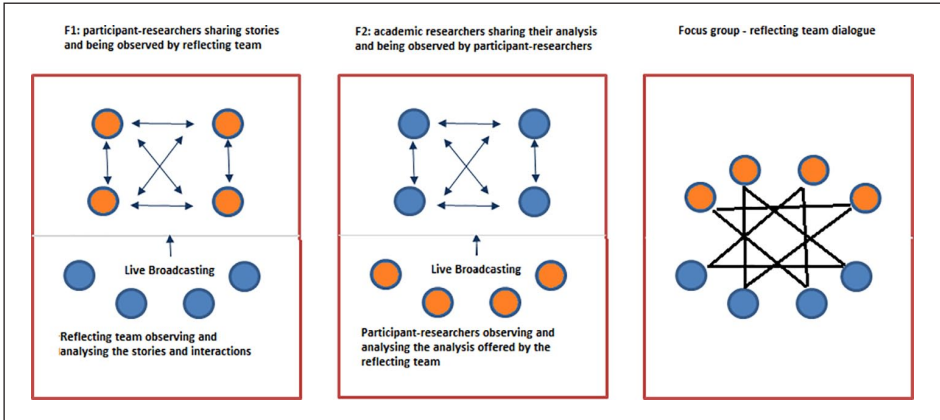 F1: participant-researchers sharing stories
and being observed by reflecting team
F2: academic researchers sharing their analysis
and being observed by participant-researchers
Focus group - reflecting team dialogue
Live Broadcasting
Reflecting team observing and
analysing the stories and interactions
Live Broadcasting
Participant-researchers observing and
analysing the analysis offered by the
reflecting team